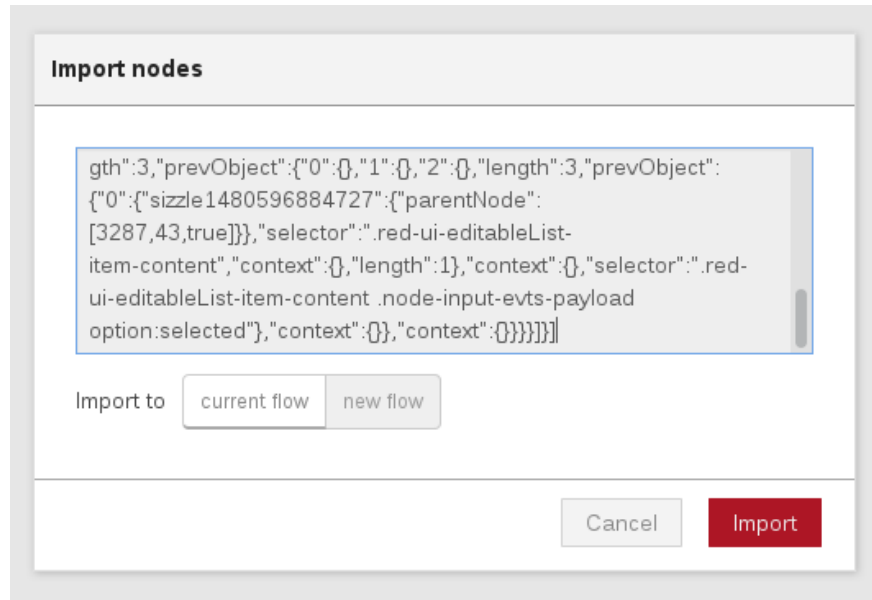 Import nodes
gth":3,"prevObject":{"0":{},"1":{},"2":{},"length":3,"prevObject":
{"0":{"sizzle1480596884727":{"parentNode":
[3287,43,true]}},"selector":".red-ui-editableList-
item-content","context":{},"length":1},"context":{},"selector":".red-
ui-editableList-item-content .node-input-evts-payload
option:selected"},"context":{}},"context":{}}}}]}]
Import to current flow new flow
Cancel Import